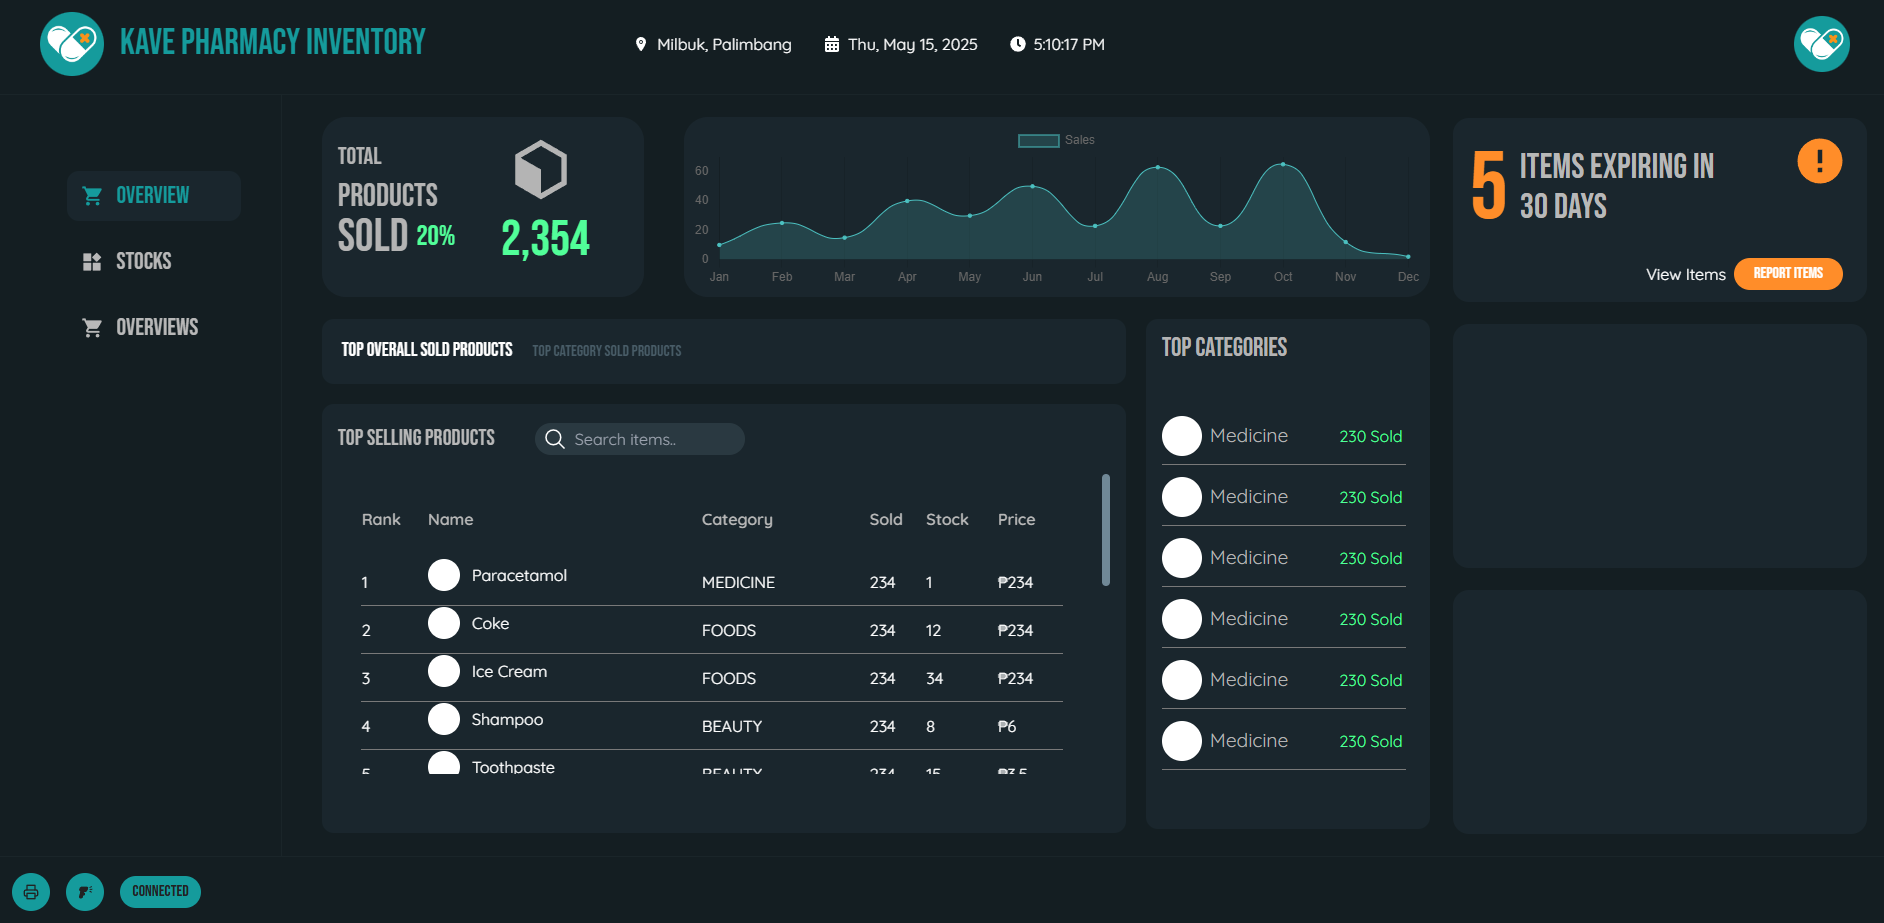 KAVE PHARMACY INVENTORY
Milbuk, Palimbang
Thu, May 15, 2025
5:10:17 PM
OVERVIEW
STOCKS
OVERVIEWS
TOTAL
PRODUCTS
SOLD 20%
2,354
Sales
60
40
20
0
Jan Feb Mar Apr May Jun Jul Aug Sep Oct Nov Dec
5 ITEMS EXPIRING IN
30 DAYS
!
View Items REPORT ITEMS
TOP OVERALL SOLD PRODUCTS TOP CATEGORY SOLD PRODUCTS
TOP SELLING PRODUCTS Search items..
Rank Name Category Sold Stock Price
1 Paracetamol MEDICINE 234 1 ₱234
2 Coke FOODS 234 12 ₱234
3 Ice Cream FOODS 234 34 ₱234
4 Shampoo BEAUTY 234 8 ₱6
5 Toothpaste BEAUTY 234 15 ₱3.5
TOP CATEGORIES
Medicine 230 Sold
Medicine 230 Sold
Medicine 230 Sold
Medicine 230 Sold
Medicine 230 Sold
Medicine 230 Sold
CONNECTED